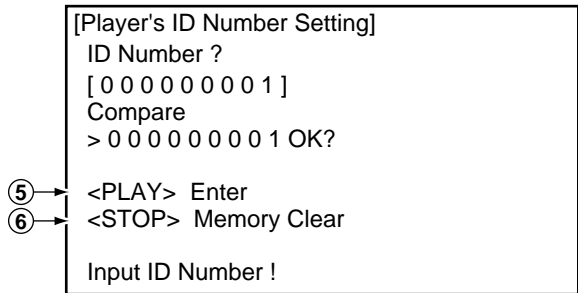 [Player's ID Number Setting]
ID Number ?
[ 0 0 0 0 0 0 0 0 1 ]
Compare
> 0 0 0 0 0 0 0 0 1 OK?
5 <PLAY> Enter
6 <STOP> Memory Clear
Input ID Number !